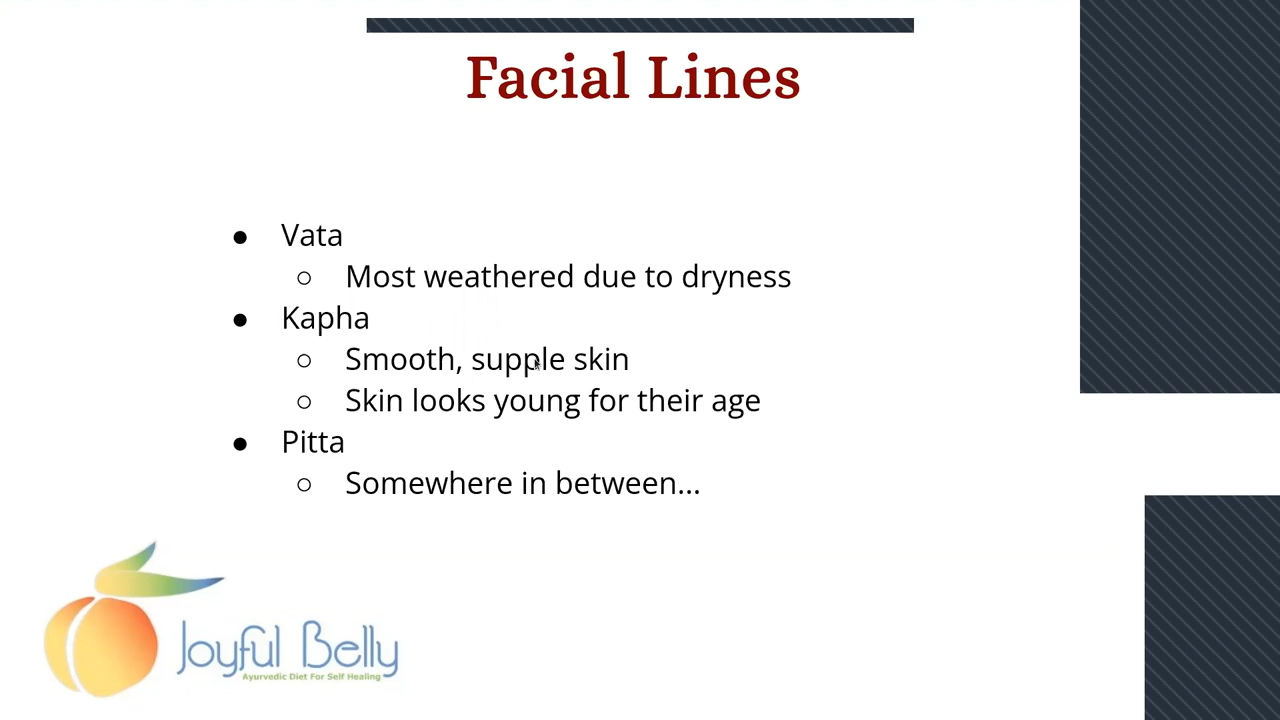 Facial Lines
● Vata
○ Most weathered due to dryness
● Kapha
○ Smooth, supple skin
○ Skin looks young for their age
● Pitta
○ Somewhere in between...
Joyful Belly
Ayurvedic Diet For Self Healing